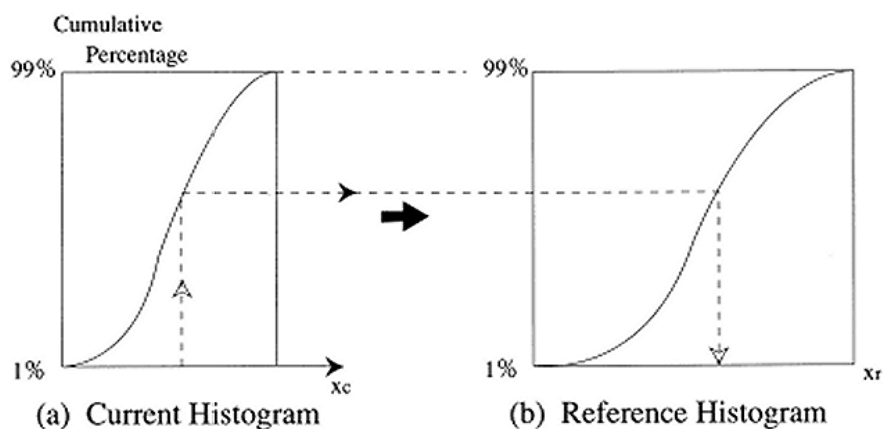 Cumulative
Percentage
99%
99%
1%
xc
1%
xr
(a) Current Histogram
(b) Reference Histogram